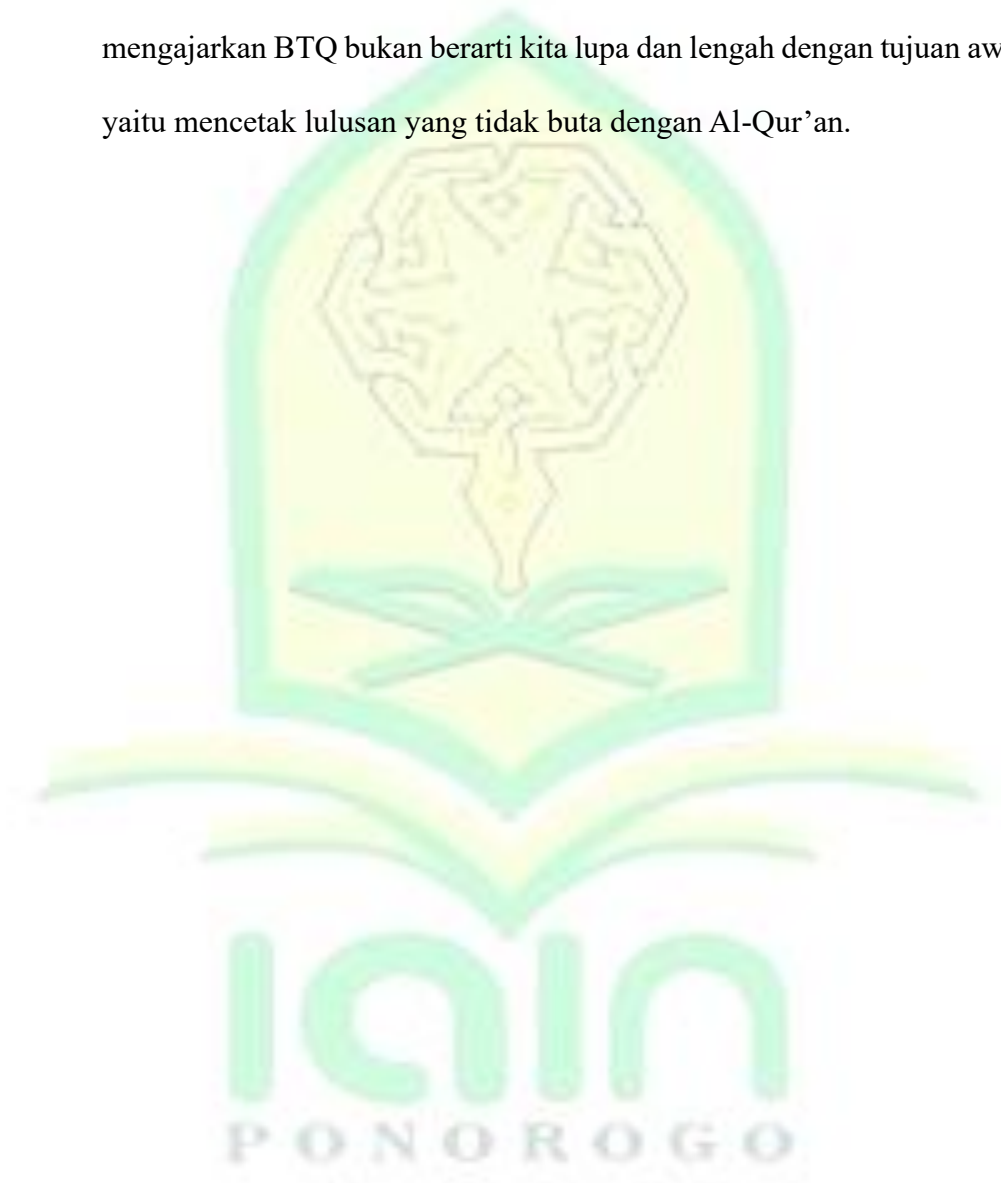 mengajarkan BTQ bukan berarti kita lupa dan lengah dengan tujuan aw
yaitu mencetak lulusan yang tidak buta dengan Al-Qur’an.
iain
PONOROGO